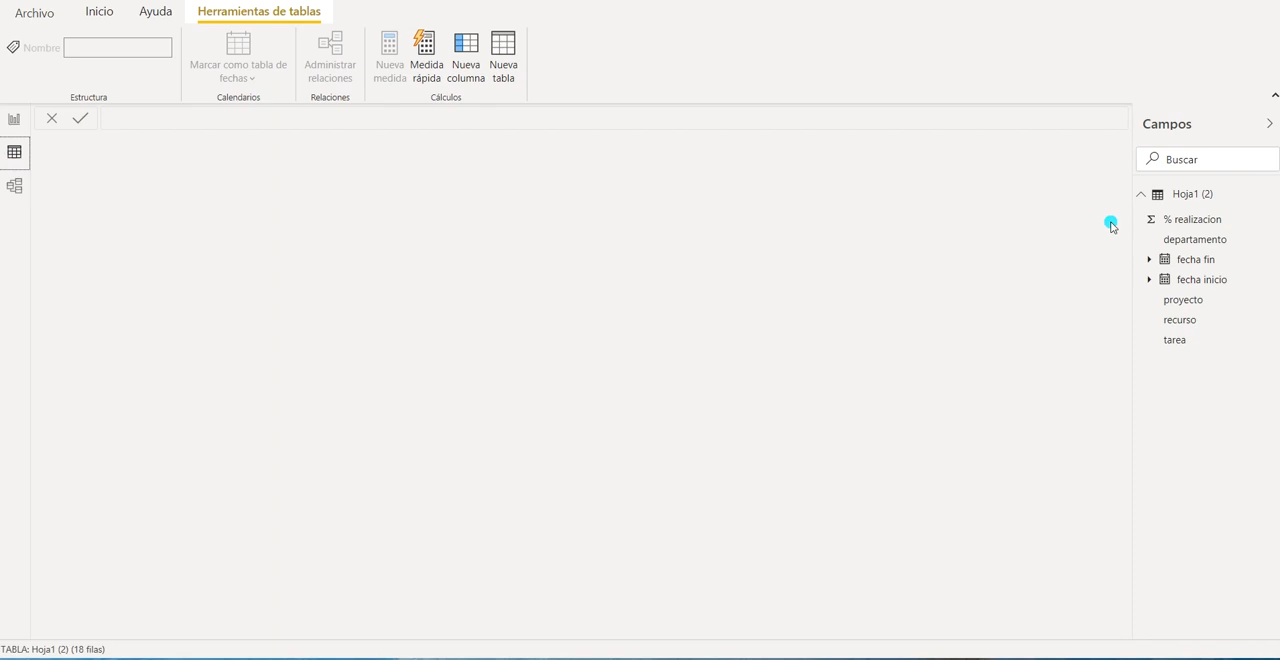 Archivo
Inicio
Ayuda
Herramientas de tablas
Nombre
Marcar como tabla de
fechas
Administrar
relaciones
Nueva
medida
Medida
rápida
Nueva
columna
Nueva
tabla
Estructura
Calendarios
Relaciones
Cálculos
Campos
Buscar
Hoja1 (2)
Σ % realizacion
departamento
fecha fin
fecha inicio
proyecto
recurso
tarea
TABLA: Hoja1 (2) (18 filas)